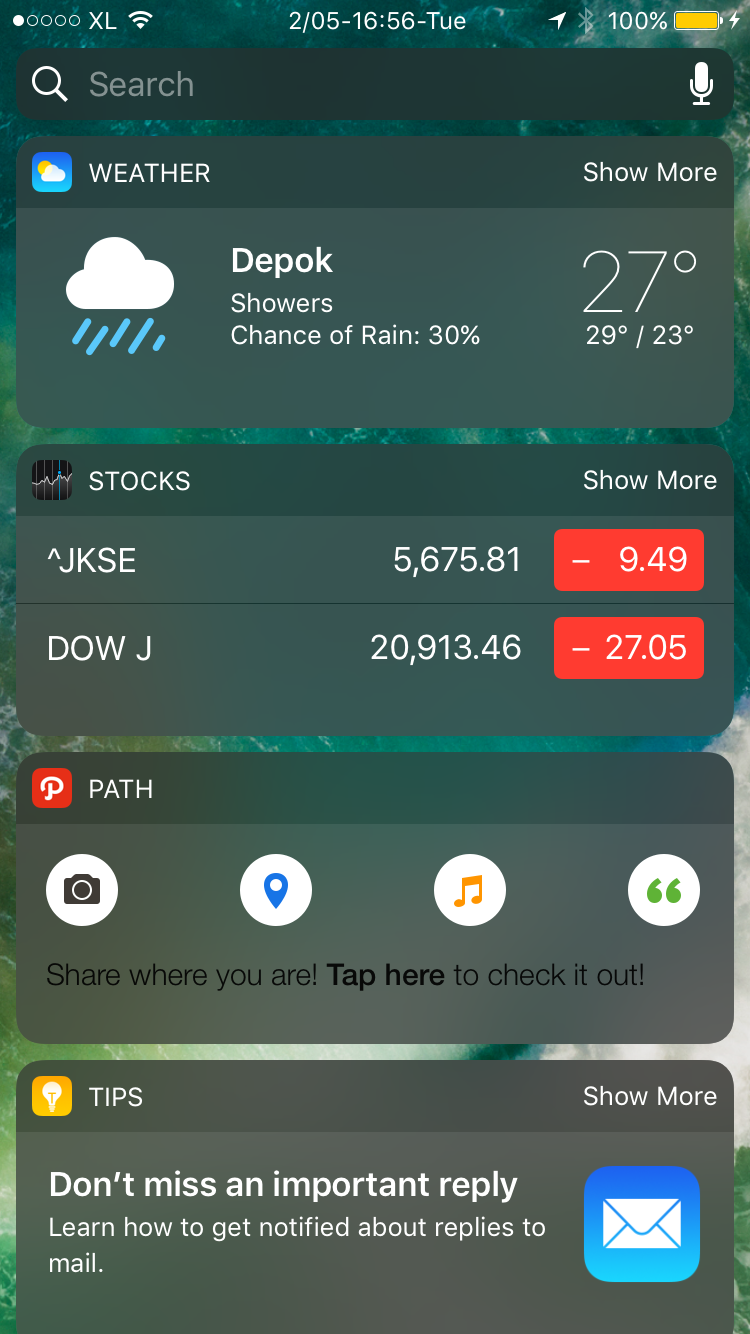 XL 2/05-16:56-Tue 100%
Search
WEATHER Show More
Depok
Showers
Chance of Rain: 30%
27°
29° / 23°
STOCKS Show More
^JKSE 5,675.81 – 9.49
DOW J 20,913.46 – 27.05
PATH
Share where you are! Tap here to check it out!
TIPS Show More
Don’t miss an important reply
Learn how to get notified about replies to
mail.